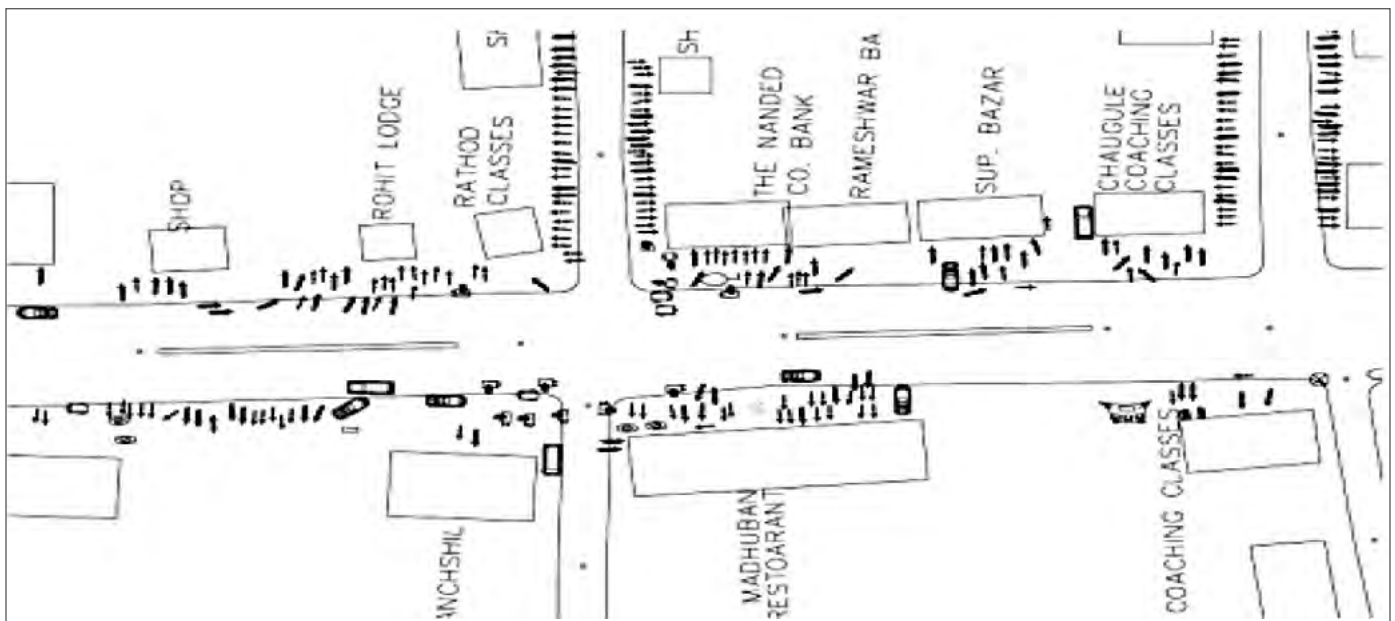 SH
SH
SHOP
ROHIT LODGE
RATHOD
CLASSES
THE NANDED
CO. BANK
RAMESHWAR BA
SUP. BAZAR
CHAUGULE
COACHING
CLASSES
ANCHSHIL
MADHUBAN
RESTOARANT
COACHING CLASSES